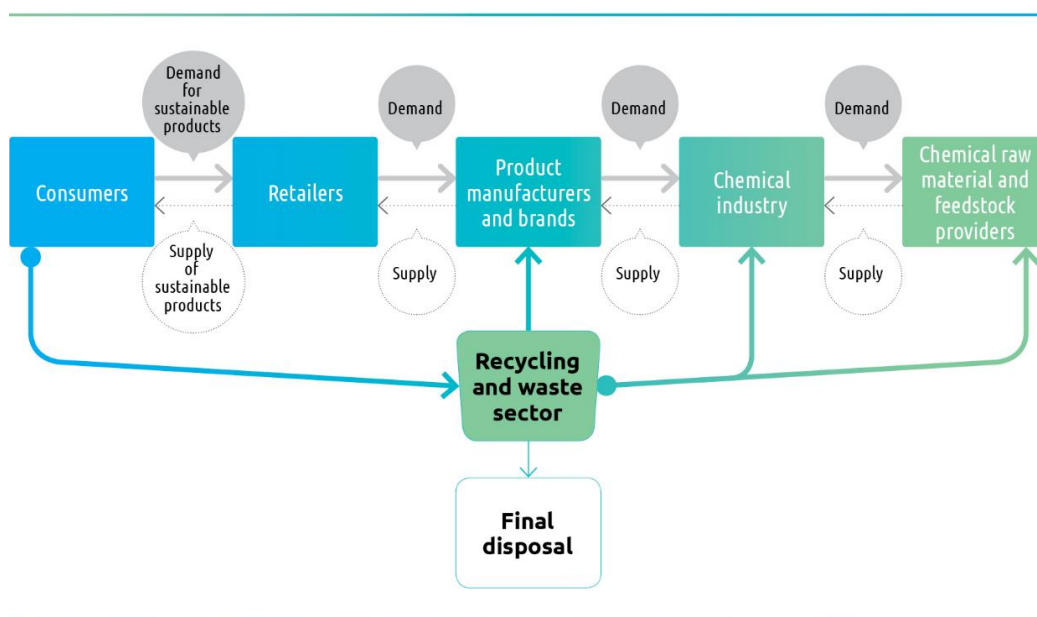 Demand
for
sustainable
products
Demand
Demand
Demand
Consumers
Retailers
Product
manufacturers
and brands
Chemical
industry
Chemical raw
material and
feedstock
providers
Supply
of
sustainable
products
Supply
Supply
Supply
Recycling
and waste
sector
Final
disposal